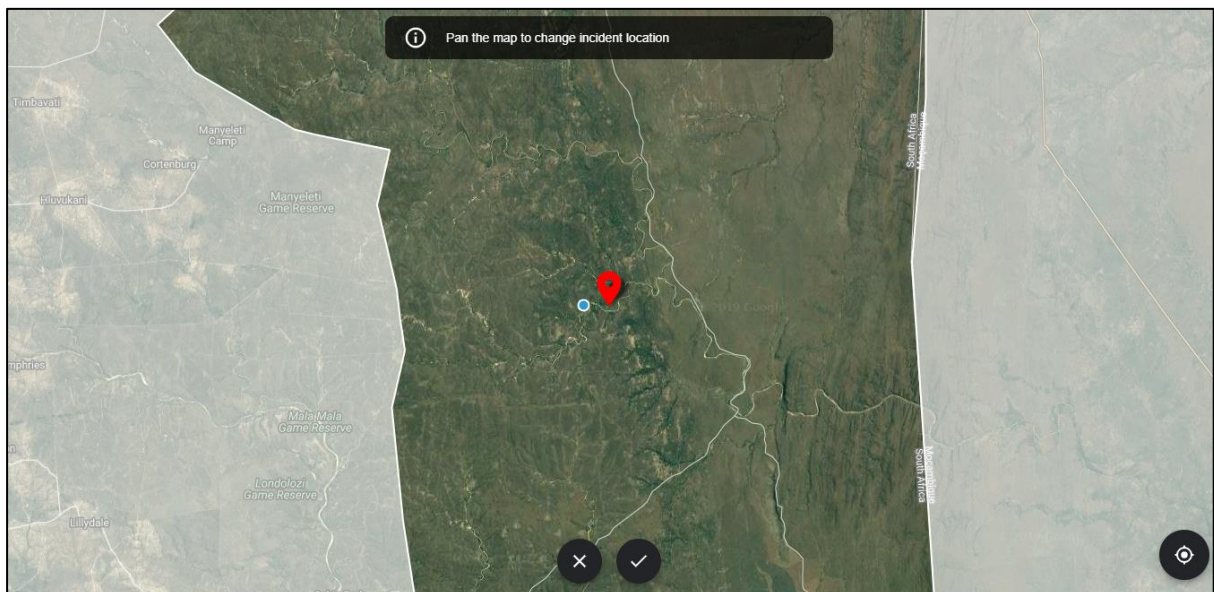 Pan the map to change incident location
Timbavati
Manyeleti
Camp
Cortenburg
Hluvukani
Manyeleti
Game Reserve
South Africa
Mozambique
mphries
Mala Mala
Game Reserve
Londolozi
Game Reserve
Lillydale
Mozambique
South Africa